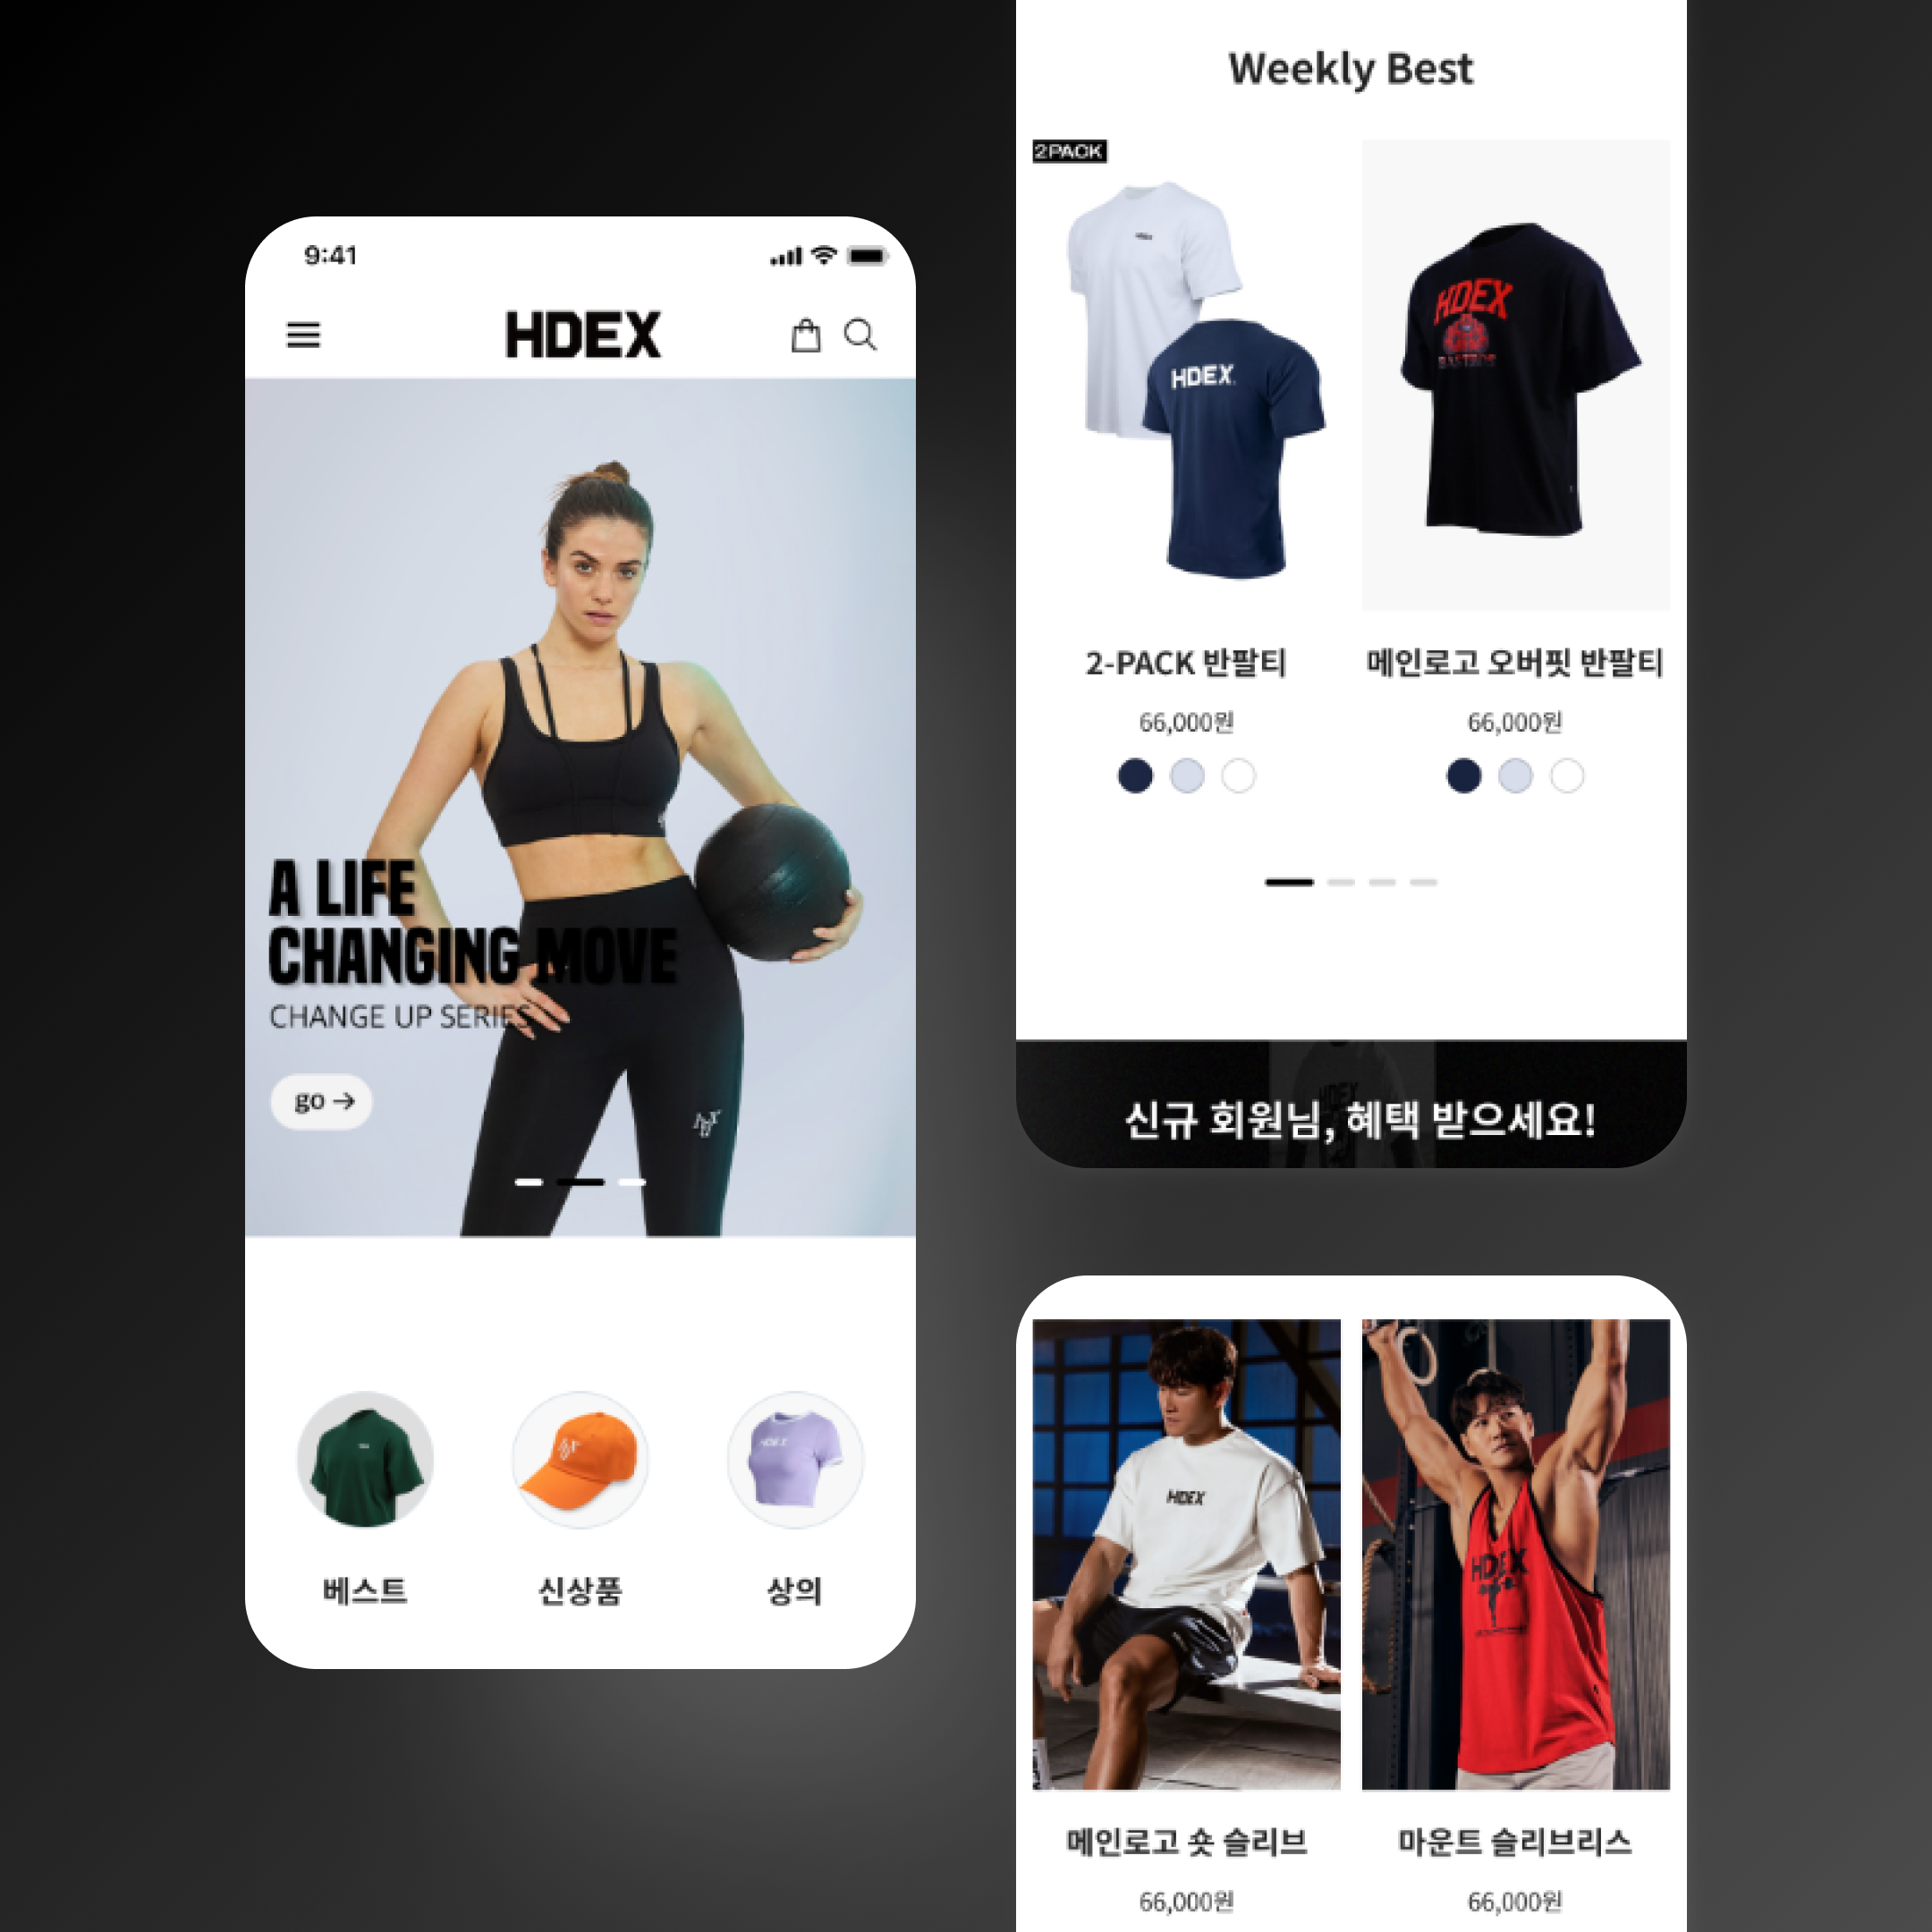 9:41
HDEX
A LIFE
CHANGING MOVE
CHANGE UP SERIES
go →
HDEX
베스트
신상품
상의
Weekly Best
2PACK
HDEX
HDEX.
HDEX
2-PACK 반팔티
메인로고 오버핏 반팔티
66,000원
66,000원
신규 회원님, 혜택 받으세요!
HDEX
HDEX
메인로고 숏 슬리브
마운트 슬리브리스
66,000원
66,000원